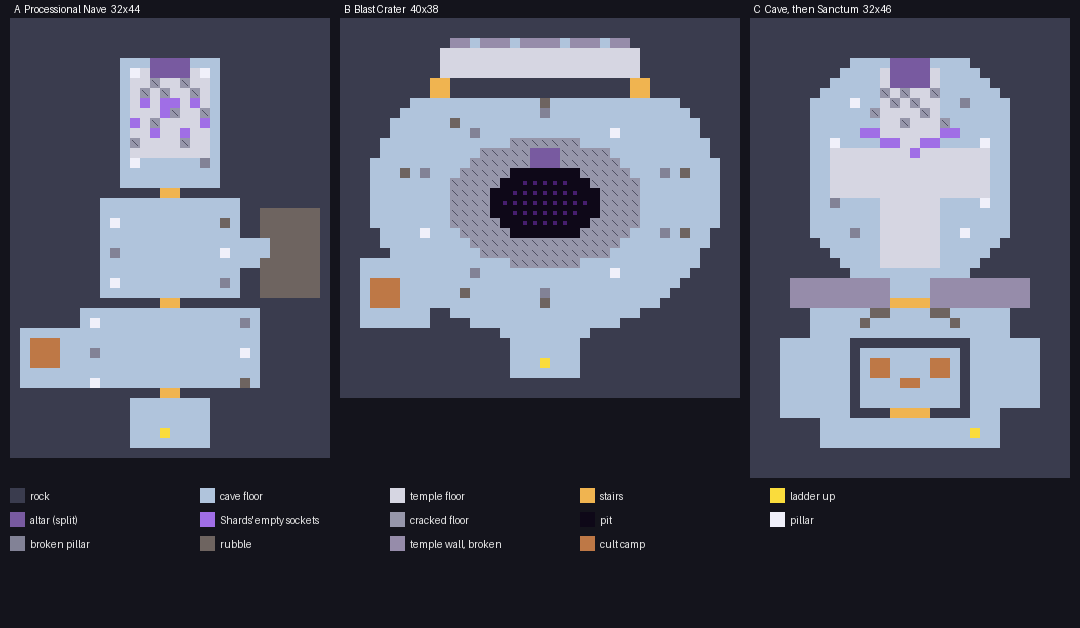 A Processional Nave 32x44
B Blast Crater 40x38
C Cave, then Sanctum 32x46
rock
cave floor
temple floor
stairs
ladder up
altar (split)
Shards' empty sockets
cracked floor
pit
pillar
broken pillar
rubble
temple wall, broken
cult camp